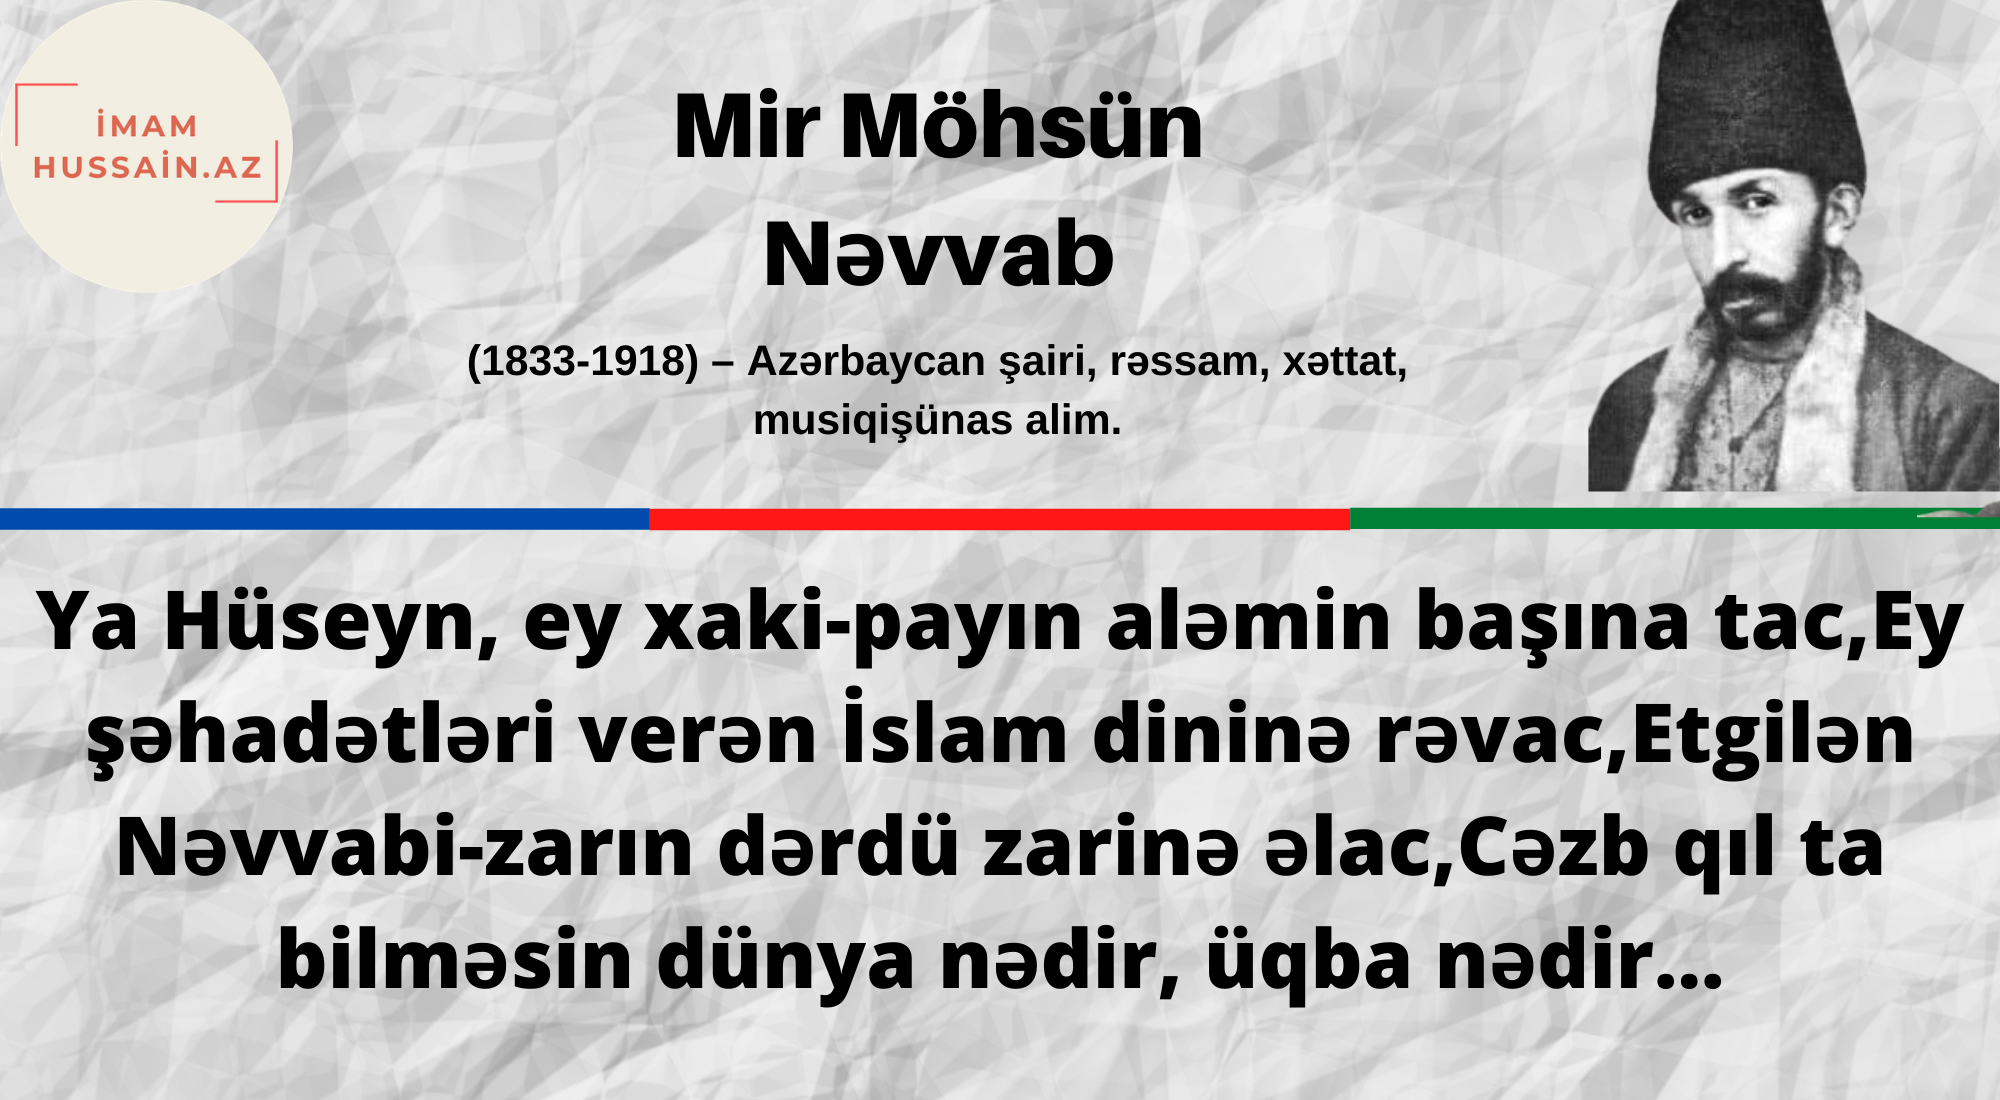 İMAM
HUSSAİN.AZ
Mir Möhsün
Nəvvab
(1833-1918) – Azərbaycan şairi, rəssam, xəttat,
musiqişünas alim.
Ya Hüseyn, ey xaki-payın aləmin başına tac,Ey
şəhadətləri verən İslam dininə rəvac,Etgilən
Nəvvabi-zarın dərdü zarinə əlac,Cəzb qıl ta
bilməsin dünya nədir, üqba nədir...